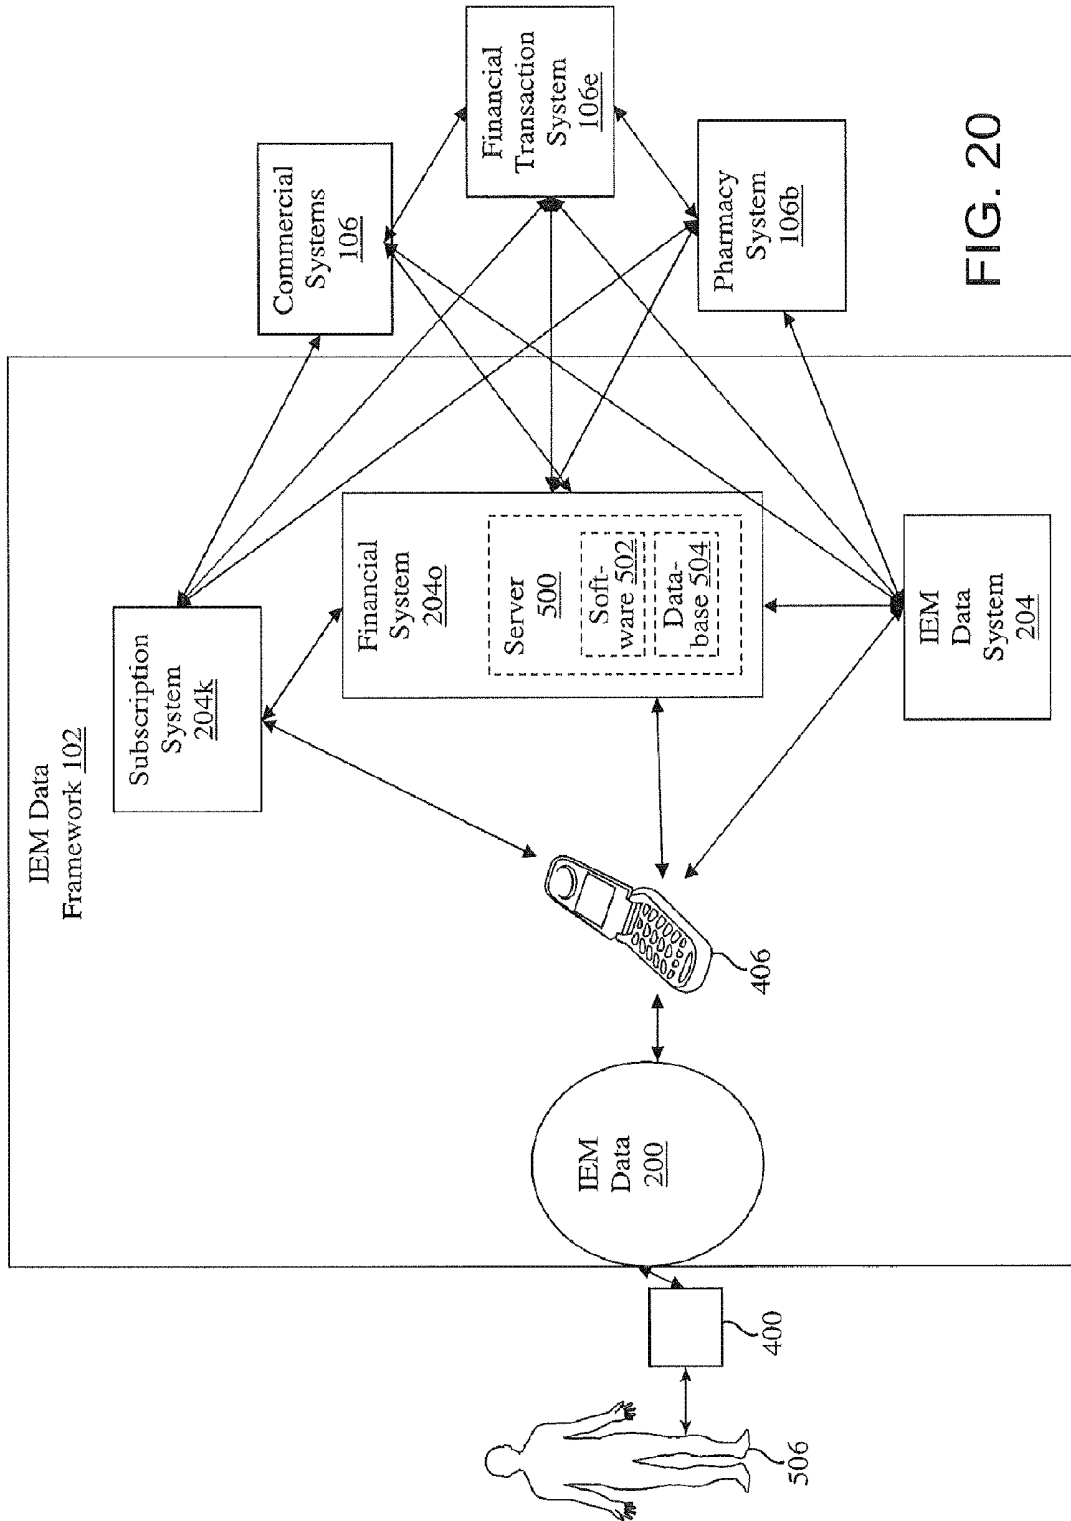 IEM Data
Framework 102
Subscription
System
204k
Commercial
Systems
106
Financial
Transaction
System
106e
Financial
System
204o
Server
500
Soft-
ware 502
Data-
base 504
Pharmacy
System
106b
IEM
Data
System
204
IEM
Data
200
406
400
506
FIG. 20